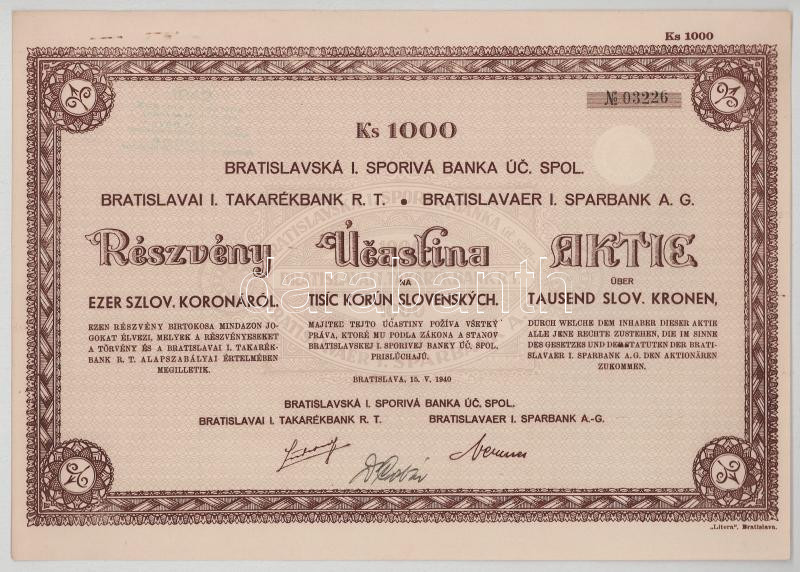 Ks 1000
№ 03226
Ks 1000
BRATISLAVSKÁ I. SPORIVÁ BANKA ÚČ. SPOL.
BRATISLAVAI I. TAKARÉKBANK R. T. • BRATISLAVAER I. SPARBANK A. G.
Részvény
EZER SZLOV. KORONÁRÓL.
EZEN RÉSZVÉNY BIRTOKOSA MINDAZON JO-
GOKAT ÉLVEZI, MELYEK A RÉSZVÉNYESEKET
A TÖRVÉNY ÉS A BRATISLAVAI I. TAKARÉK-
BANK R. T. ALAPSZABÁLYAI ÉRTELMÉBEN
MEGILLETIK.
Účastina
NA
TISÍC KORÚN SLOVENSKÝCH.
MAJITEĽ TEJTO ÚČASTINY POŽÍVA VŠETKÝ
PRÁVA, KTORÉ MU PODĽA ZÁKONA A STANOV
BRATISLAVSKEJ I. SPORIVEJ BANKY ÚČ. SPOL.
PRISLÚCHAJÚ.
AKTIE
ÜBER
TAUSEND SLOV. KRONEN,
DURCH WELCHE DEM INHABER DIESER AKTIE
ALLE JENE RECHTE ZUSTEHEN, DIE IM SINNE
DES GESETZES UND DER STATUTEN DER BRATI-
SLAVAER I. SPARBANK A.G. DEN AKTIONÄREN
ZUKOMMEN.
BRATISLAVA, 15. V. 1940
BRATISLAVSKÁ I. SPORIVÁ BANKA ÚČ. SPOL.
BRATISLAVAI I. TAKARÉKBANK R. T. BRATISLAVAER I. SPARBANK A.-G.
„Litera“, Bratislava.
darabanth